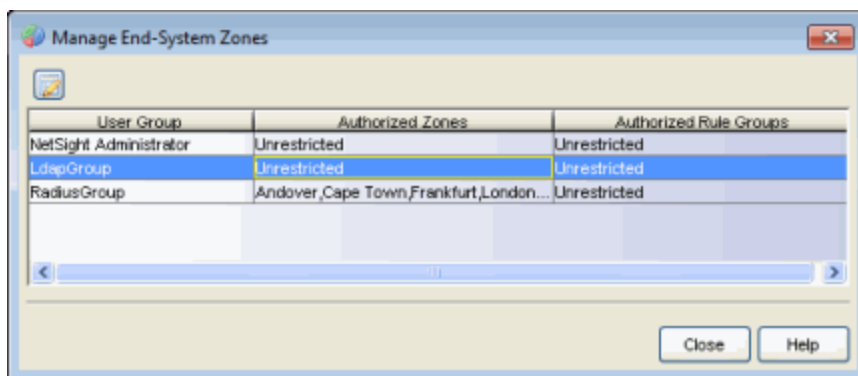 Manage End-System Zones
User Group Authorized Zones Authorized Rule Groups
NetSight Administrator Unrestricted Unrestricted
LdapGroup Unrestricted Unrestricted
RadiusGroup Andover,Cape Town,Frankfurt,London... Unrestricted
Close Help